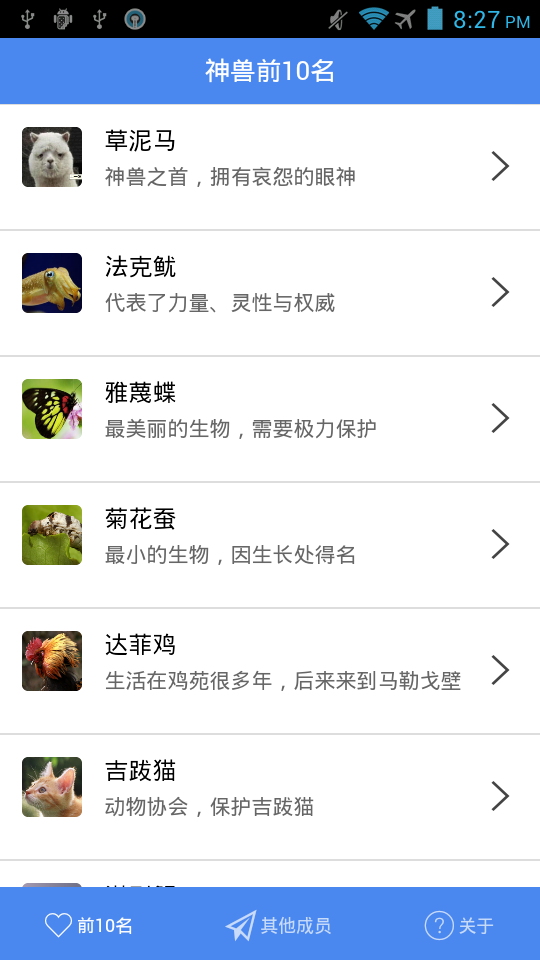 8:27 PM
神兽前10名
草泥马
神兽之首，拥有哀怨的眼神
法克鱿
代表了力量、灵性与权威
雅蔑蝶
最美丽的生物，需要极力保护
菊花蚕
最小的生物，因生长处得名
达菲鸡
生活在鸡苑很多年，后来来到马勒戈壁
吉跋猫
动物协会，保护吉跋猫
前10名
其他成员
关于